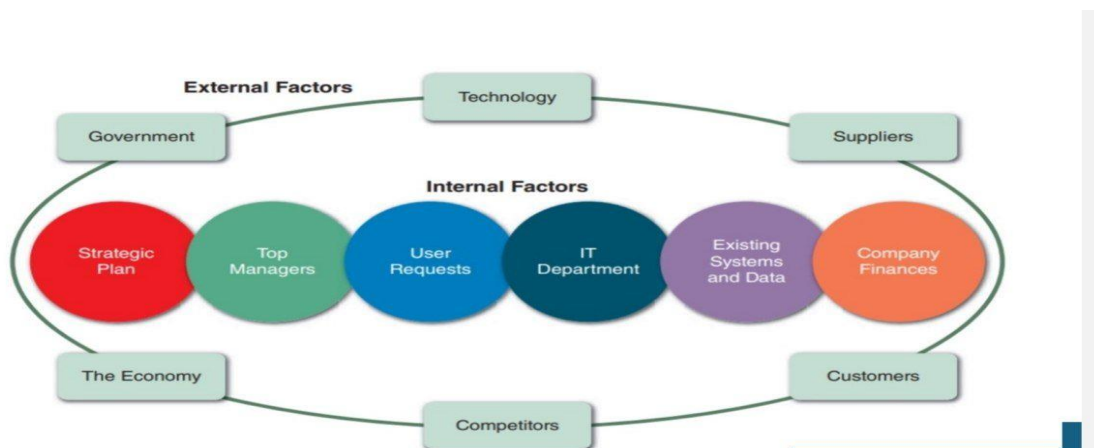 External Factors
Technology
Government
Suppliers
Internal Factors
Strategic
Plan
Top
Managers
User
Requests
IT
Department
Existing
Systems
and Data
Company
Finances
The Economy
Customers
Competitors